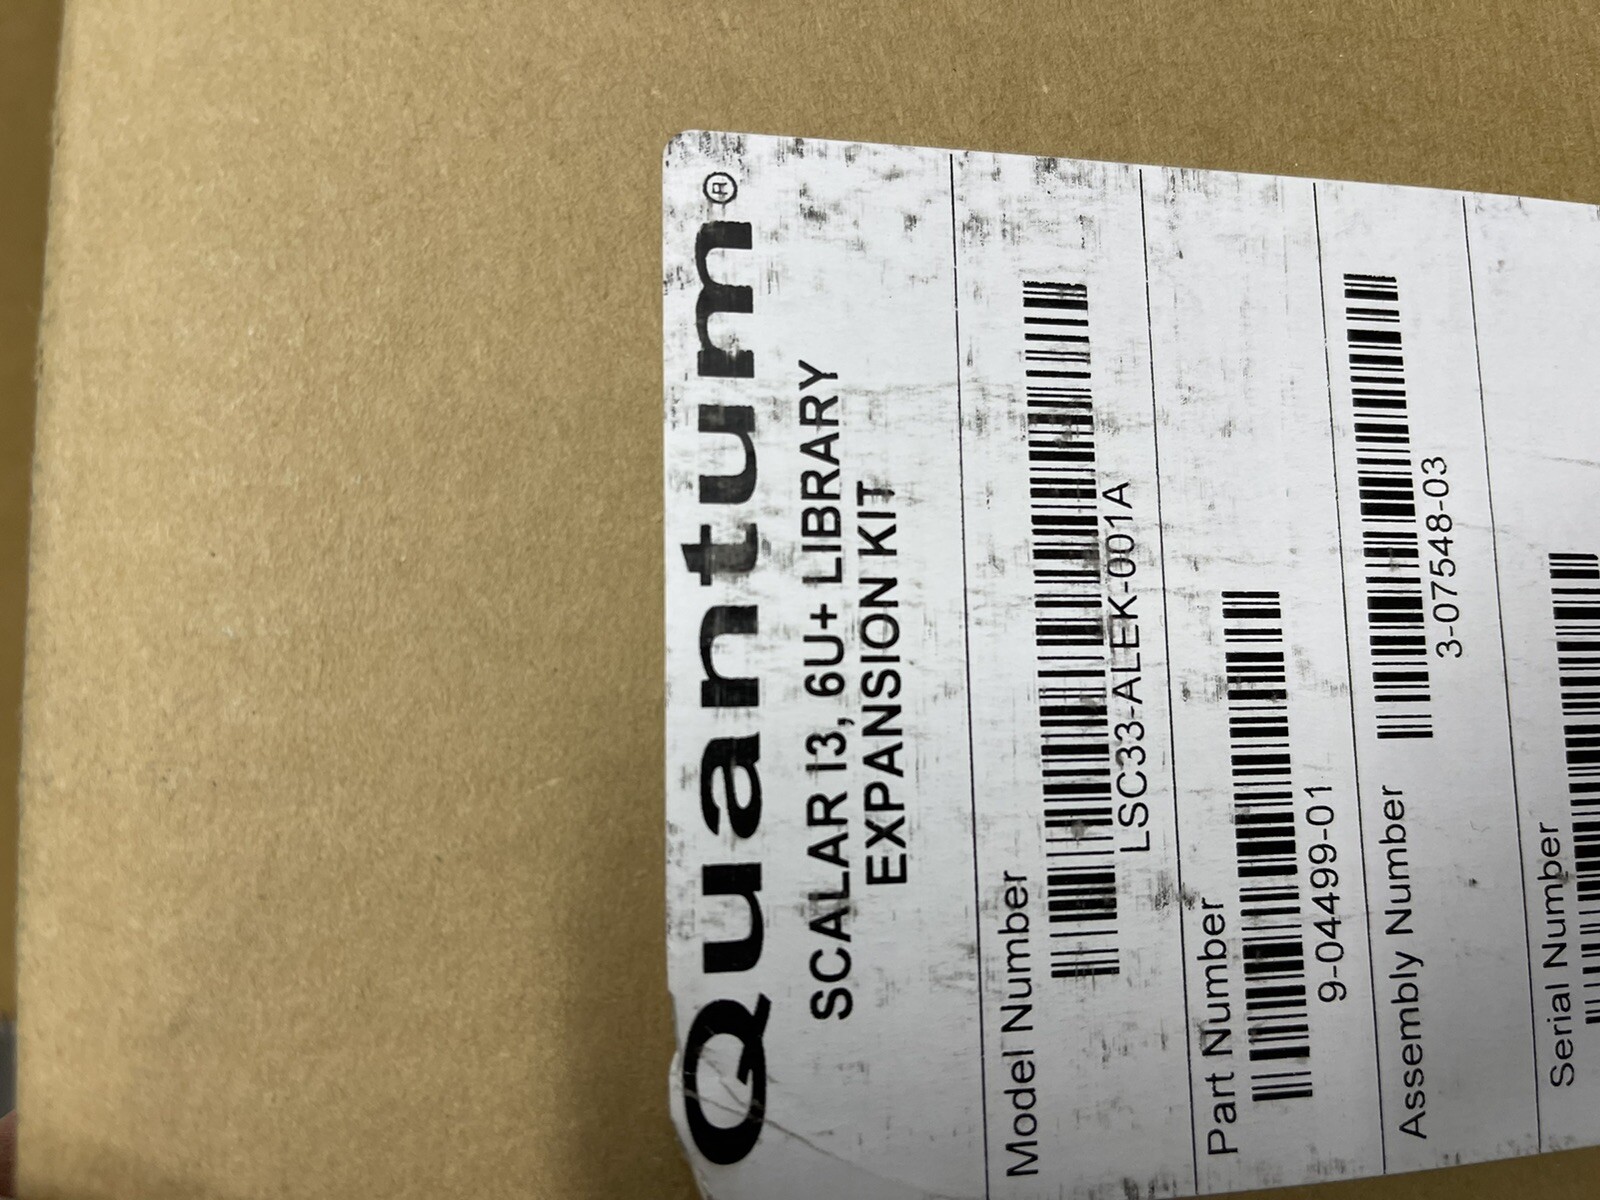 Quantum®
SCALAR I3, 6U+ LIBRARY
EXPANSION KIT
Model Number
LSC33-ALEK-001A
Part Number
9-04499-01
Assembly Number
3-07548-03
Serial Number